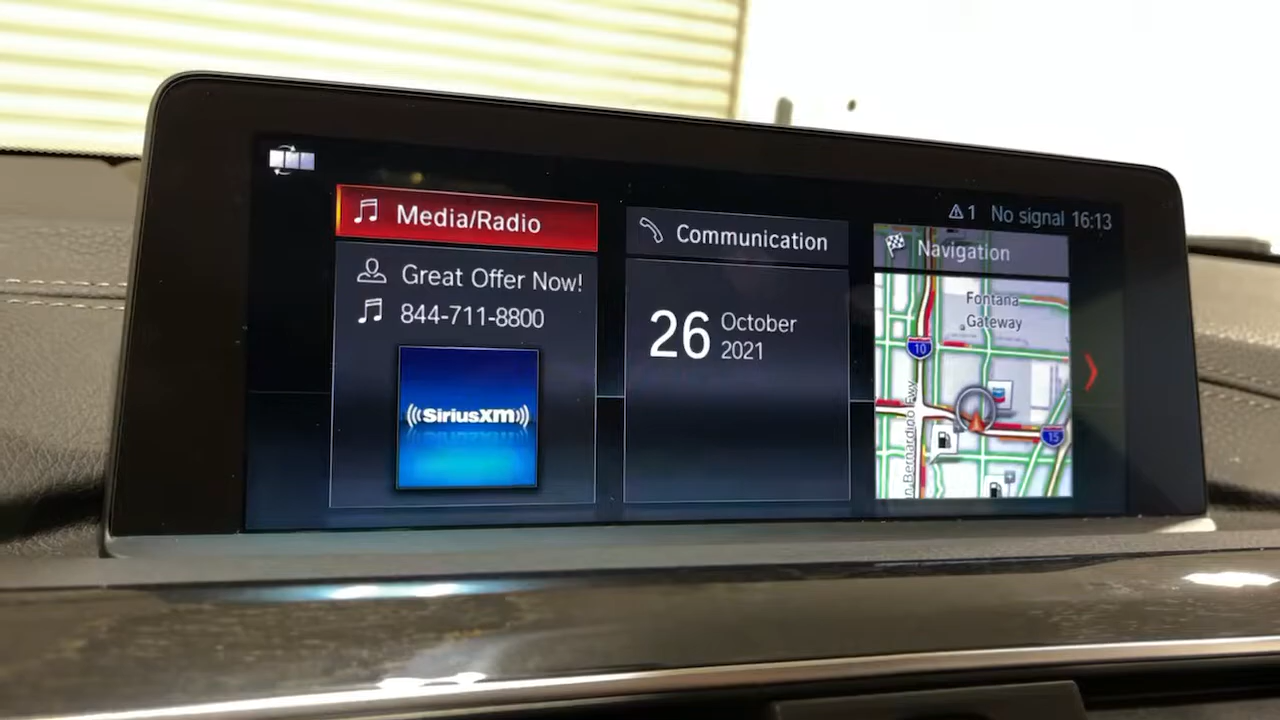 1 No signal 16:13
Media/Radio
Great Offer Now!
844-711-8800
((SiriusXM))
Communication
26 October
2021
Navigation
Fontana
Gateway
10
15
n Bernardino Fwy